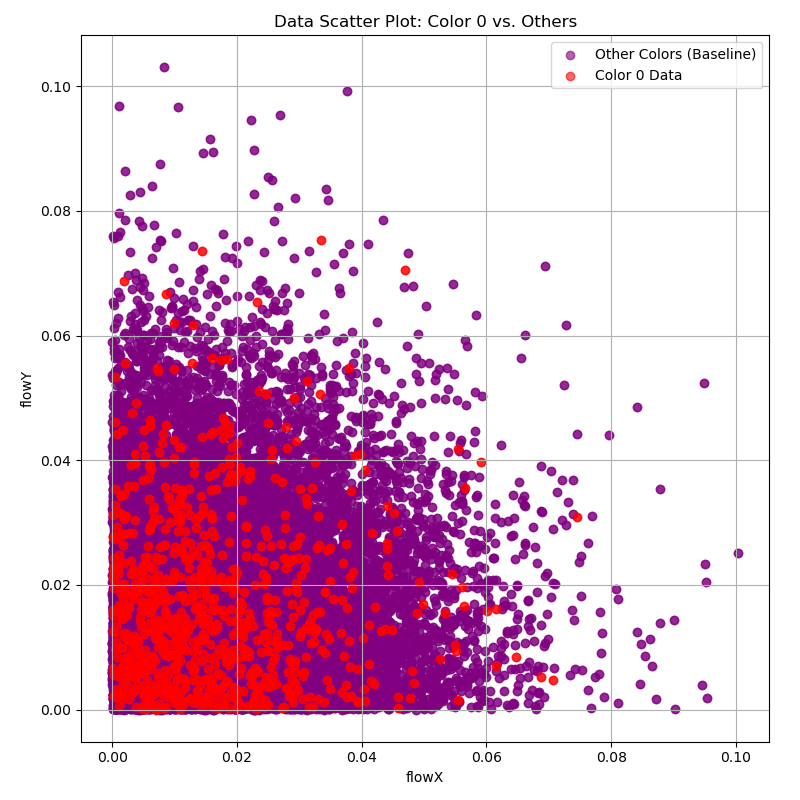 Data Scatter Plot: Color 0 vs. Others
Other Colors (Baseline)
Color 0 Data
flowY
0.10
0.08
0.06
0.04
0.02
0.00
0.00 0.02 0.04 0.06 0.08 0.10
flowX